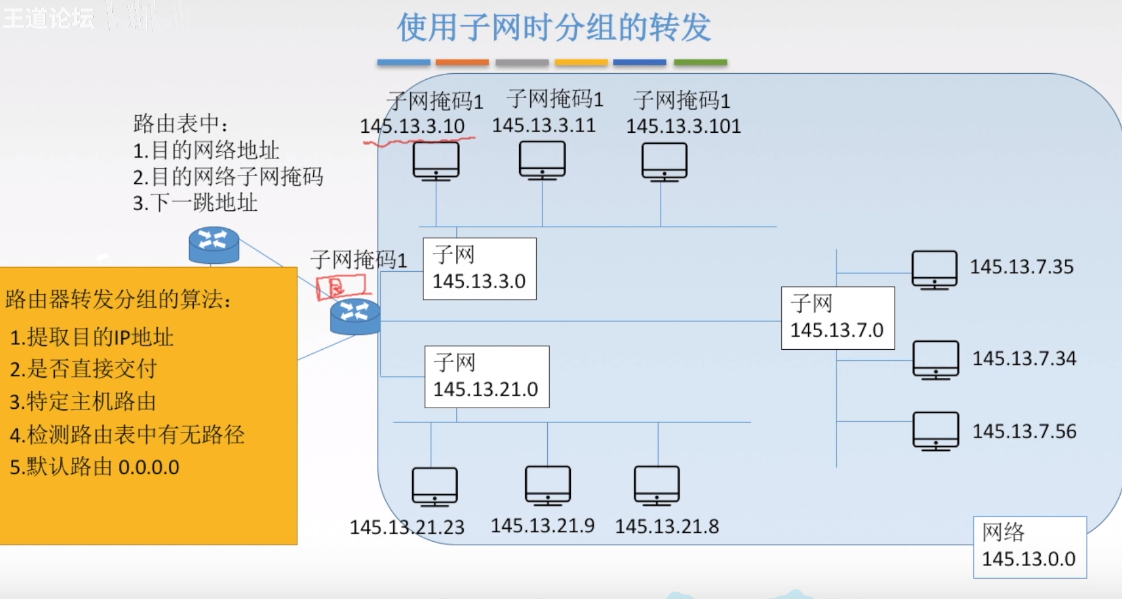 王道论坛
使用子网时分组的转发
子网掩码1
子网掩码1
子网掩码1
145.13.3.10
145.13.3.11
145.13.3.101
路由表中：
1.目的网络地址
2.目的网络子网掩码
3.下一跳地址
子网掩码1
子网
145.13.3.0
145.13.7.35
子网
145.13.7.0
145.13.7.34
145.13.7.56
路由器转发分组的算法：
1.提取目的IP地址
2.是否直接交付
3.特定主机路由
4.检测路由表中有无路径
5.默认路由 0.0.0.0
子网
145.13.21.0
145.13.21.23
145.13.21.9
145.13.21.8
网络
145.13.0.0